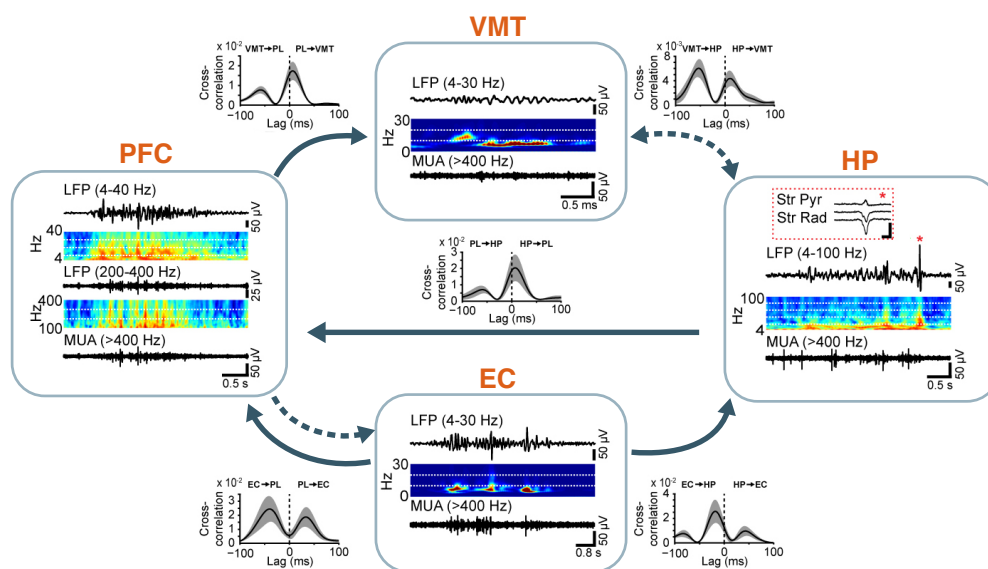 VMT
x 10⁻²
VMT→PL PL→VMT
Cross-
correlation
2
2
1
0
−100 0 100
Lag (ms)
LFP (4-30 Hz)
50 µV
30
Hz
0
MUA (>400 Hz)
50 µV
0.5 ms
x 10⁻³
VMT→HP HP→VMT
Cross-
correlation
8
6
4
2
0
−100 0 100
Lag (ms)
PFC
LFP (4-40 Hz)
50 µV
40
Hz
4
LFP (200-400 Hz)
25 µV
400
Hz
100
MUA (>400 Hz)
50 µV
0.5 s
x 10⁻²
PL→HP HP→PL
Cross-
correlation
3
2
1
0
−100 0 100
Lag (ms)
HP
Str Pyr *
Str Rad
*
LFP (4-100 Hz)
50 µV
100
Hz
4
MUA (>400 Hz)
50 µV
0.5 s
EC
LFP (4-30 Hz)
50 µV
30
Hz
0
MUA (>400 Hz)
50 µV
0.8 s
x 10⁻²
EC→PL PL→EC
Cross-
correlation
4
3
2
1
0
−100 0 100
Lag (ms)
x 10⁻²
EC→HP HP→EC
Cross-
correlation
4
3
2
1
0
−100 0 100
Lag (ms)